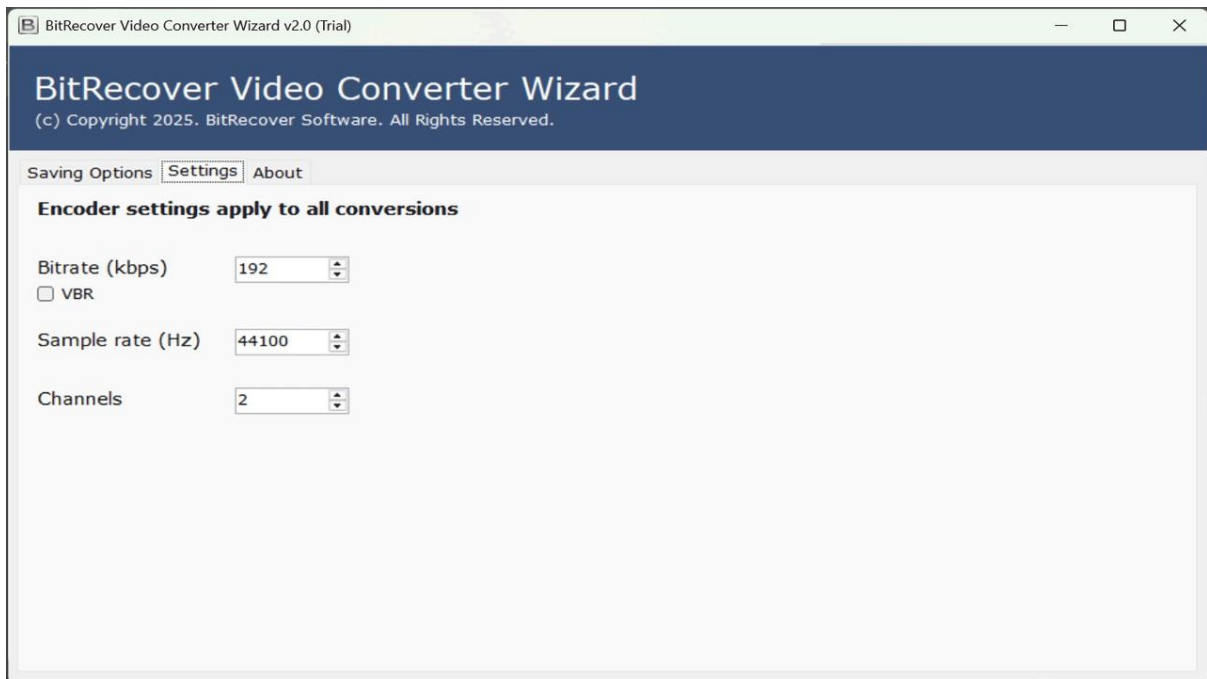 BitRecover Video Converter Wizard v2.0 (Trial)
BitRecover Video Converter Wizard
(c) Copyright 2025. BitRecover Software. All Rights Reserved.
Saving Options Settings About
Encoder settings apply to all conversions
Bitrate (kbps) 192
VBR
Sample rate (Hz) 44100
Channels 2